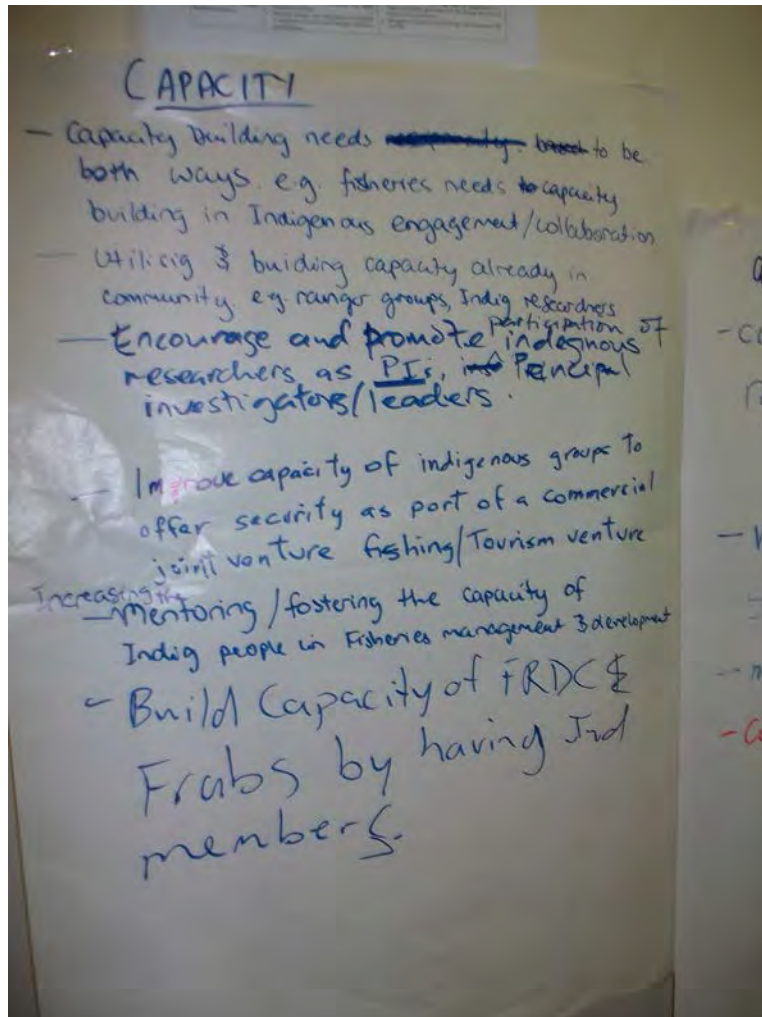 CAPACITY
- Capacity building needs to be
both ways. e.g. fisheries needs capacity
building in Indigenous engagement/collaboration
- Utilicig & buiding capacity already in
community. e.g. ranger groups, Indig researchers
- Encourage and promote participation of indegnous
researchers as PIs, Principal
investigators/leaders.
- Improve capacity of indigenous groups to
offer security as part of a commercial
joint venture fishing/Tourism venture
Increasing the
- Mentoring/fostering the capacity of
Indig people in Fisheries management & development
- Build Capacity of FRDC &
Frabs by having Ind
members.